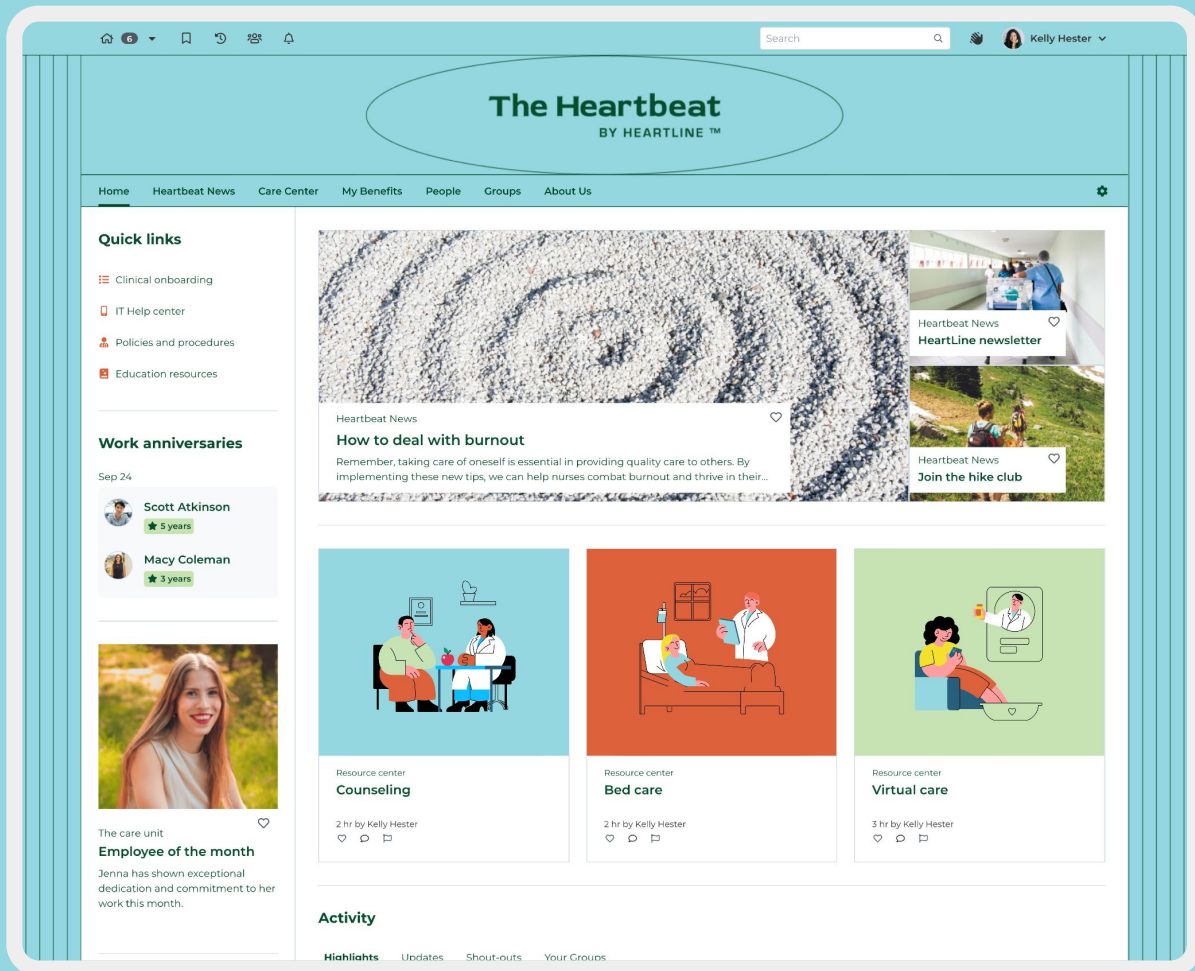 6
Search
Kelly Hester
The Heartbeat
BY HEARTLINE ™
Home Heartbeat News Care Center My Benefits People Groups About Us
Quick links
Clinical onboarding
IT Help center
Policies and procedures
Education resources
Work anniversaries
Sep 24
Scott Atkinson
5 years
Macy Coleman
3 years
The care unit
Employee of the month
Jenna has shown exceptional
dedication and commitment to her
work this month.
Heartbeat News
How to deal with burnout
Remember, taking care of oneself is essential in providing quality care to others. By
implementing these new tips, we can help nurses combat burnout and thrive in their...
Heartbeat News
HeartLine newsletter
Heartbeat News
Join the hike club
Resource center
Counseling
2 hr by Kelly Hester
Resource center
Bed care
2 hr by Kelly Hester
Resource center
Virtual care
3 hr by Kelly Hester
Activity
Highlights Updates Shout-outs Your Groups